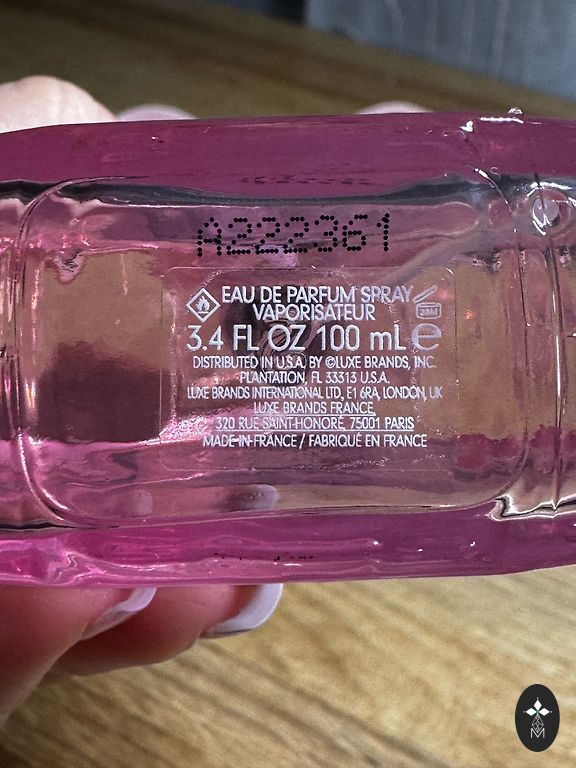 A222361
EAU DE PARFUM SPRAY
VAPORISATEUR
3.4 FL OZ 100 mL e
DISTRIBUTED IN U.S.A. BY ©LUXE BRANDS, INC.
PLANTATION, FL 33313 U.S.A.
LUXE BRANDS INTERNATIONAL LTD, E1 6RA, LONDON, UK
LUXE BRANDS FRANCE,
320 RUE SAINT-HONORÉ, 75001 PARIS
MADE IN FRANCE / FABRIQUÉ EN FRANCE